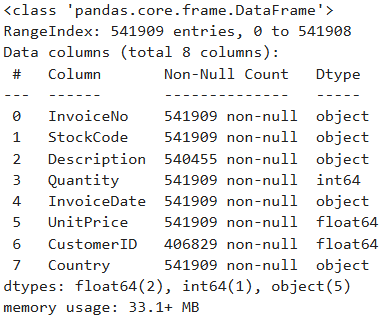 <class 'pandas.core.frame.DataFrame'>
RangeIndex: 541909 entries, 0 to 541908
Data columns (total 8 columns):
 #   Column       Non-Null Count   Dtype
---  ------       --------------   -----
 0   InvoiceNo    541909 non-null  object
 1   StockCode    541909 non-null  object
 2   Description  540455 non-null  object
 3   Quantity     541909 non-null  int64
 4   InvoiceDate  541909 non-null  object
 5   UnitPrice    541909 non-null  float64
 6   CustomerID   406829 non-null  float64
 7   Country      541909 non-null  object
dtypes: float64(2), int64(1), object(5)
memory usage: 33.1+ MB